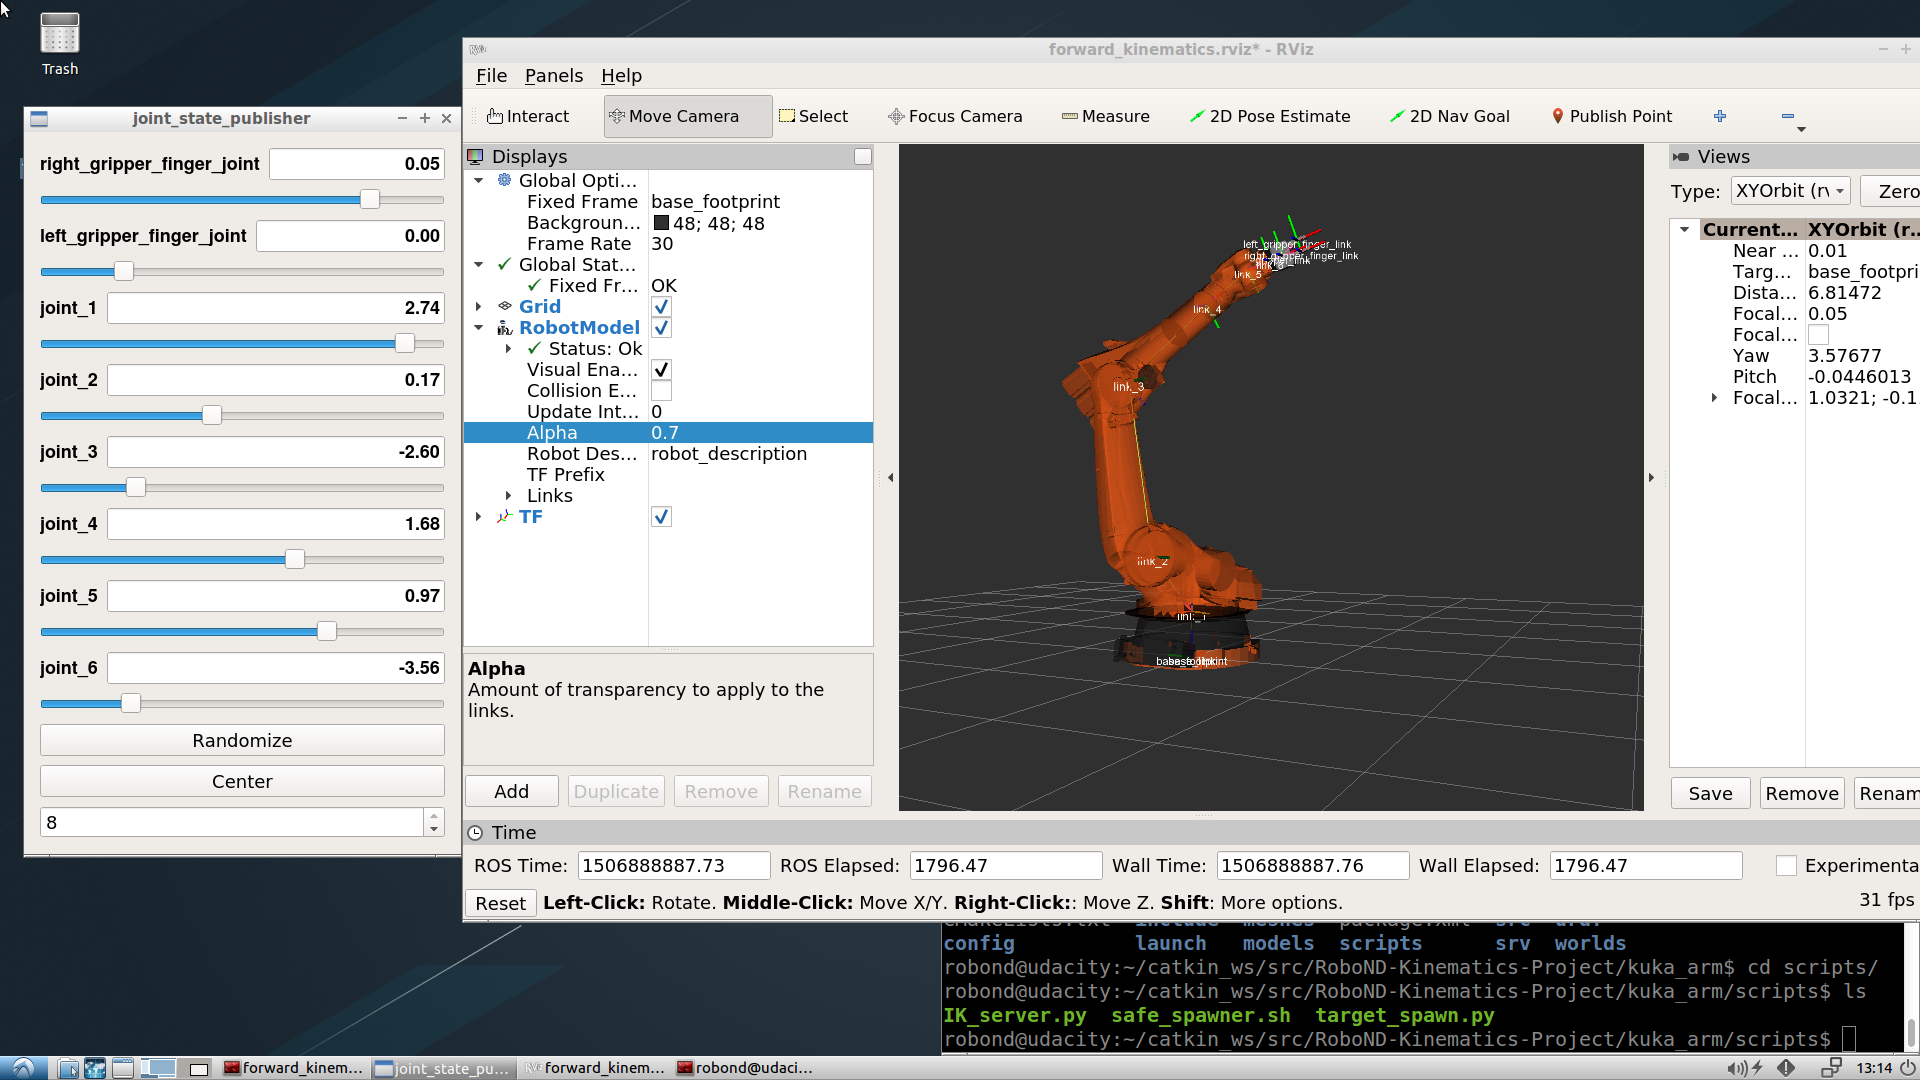 Trash
joint_state_publisher
right_gripper_finger_joint 0.05
left_gripper_finger_joint 0.00
joint_1 2.74
joint_2 0.17
joint_3 -2.60
joint_4 1.68
joint_5 0.97
joint_6 -3.56
Randomize
Center
8
forward_kinematics.rviz* - RViz
File Panels Help
Interact Move Camera Select Focus Camera Measure 2D Pose Estimate 2D Nav Goal Publish Point
Displays
Global Opti...
Fixed Frame base_footprint
Backgroun... 48; 48; 48
Frame Rate 30
Global Stat...
Fixed Fr... OK
Grid
RobotModel
Status: Ok
Visual Ena...
Collision E...
Update Int... 0
Alpha 0.7
Robot Des... robot_description
TF Prefix
Links
TF
Alpha
Amount of transparency to apply to the
links.
Add Duplicate Remove Rename
left_gripper_finger_link
right_gripper_finger_link
link_5
link_4
link_3
link_2
link_1
Views
Type: XYOrbit (rv Zero
Current... XYOrbit (r...
Near ... 0.01
Targ... base_footpri
Dista... 6.81472
Focal... 0.05
Focal...
Yaw 3.57677
Pitch -0.0446013
Focal... 1.0321; -0.1
Save Remove Renam
Time
ROS Time: 1506888887.73 ROS Elapsed: 1796.47 Wall Time: 1506888887.76 Wall Elapsed: 1796.47 Experimenta
Reset Left-Click: Rotate. Middle-Click: Move X/Y. Right-Click:: Move Z. Shift: More options.
31 fps
config launch models scripts srv worlds
robond@udacity:~/catkin_ws/src/RoboND-Kinematics-Project/kuka_arm$ cd scripts/
robond@udacity:~/catkin_ws/src/RoboND-Kinematics-Project/kuka_arm/scripts$ ls
IK_server.py safe_spawner.sh target_spawn.py
robond@udacity:~/catkin_ws/src/RoboND-Kinematics-Project/kuka_arm/scripts$
forward_kinem... joint_state_pu... forward_kinem... robond@udaci...
13:14